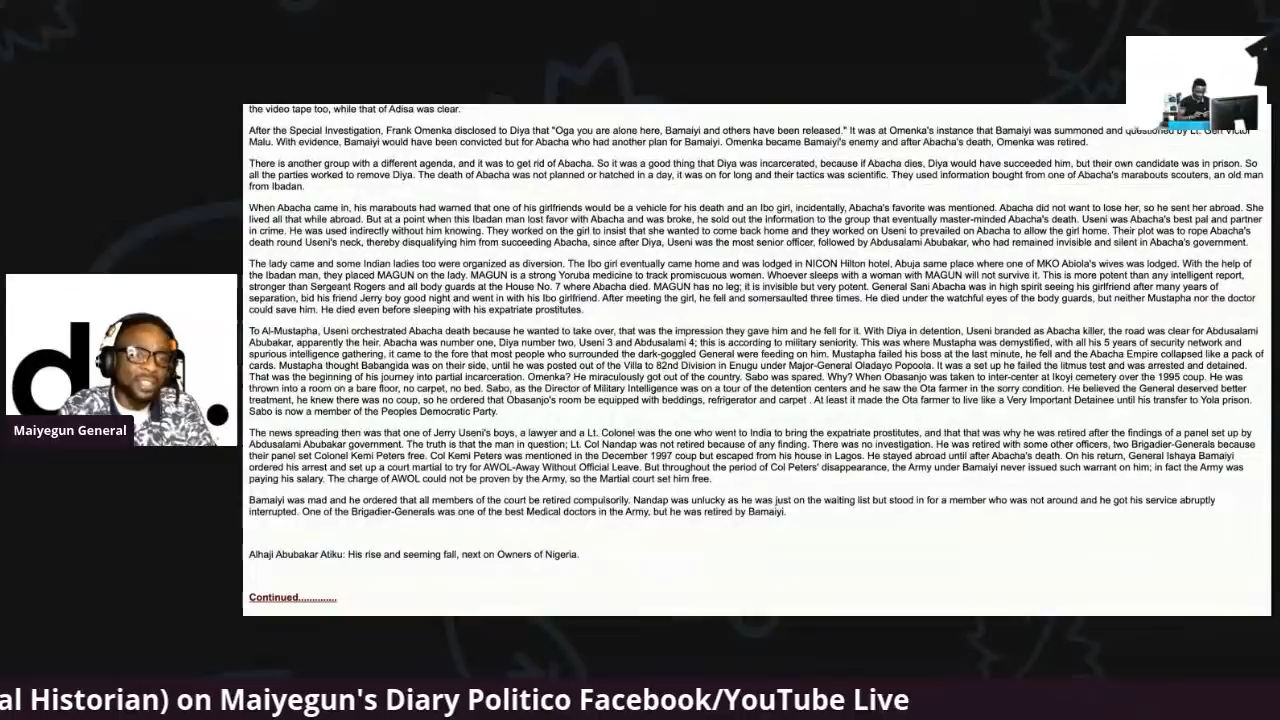 the video tape too, while that of Adisa was clear.
After the Special Investigation, Frank Omenka disclosed to Diya that "Oga you are alone here, Bamaiyi and others have been released." It was at Omenka's instance that Bamaiyi was summoned and questioned by Lt. Gen Victor
Malu. With evidence, Bamaiyi would have been convicted but for Abacha who had another plan for Bamaiyi. Omenka became Bamaiyi's enemy and after Abacha's death, Omenka was retired.
There is another group with a different agenda, and it was to get rid of Abacha. So it was a good thing that Diya was incarcerated, because if Abacha dies, Diya would have succeeded him, but their own candidate was in prison. So
all the parties worked to remove Diya. The death of Abacha was not planned or hatched in a day, it was on for long and their tactics was scientific. They used information bought from one of Abacha's marabouts scouters, an old man
from Ibadan.
When Abacha came in, his marabouts had warned that one of his girlfriends would be a vehicle for his death and an Ibo girl, incidentally, Abacha's favorite was mentioned. Abacha did not want to lose her, so he sent her abroad. She
lived all that while abroad. But at a point when this Ibadan man lost favor with Abacha and was broke, he sold out the information to the group that eventually master-minded Abacha's death. Useni was Abacha's best pal and partner
in crime. He was used indirectly without him knowing. They worked on the girl to insist that she wanted to come back home and they worked on Useni to prevailed on Abacha to allow the girl home. Their plot was to rope Abacha's
death round Useni's neck, thereby disqualifying him from succeeding Abacha, since after Diya, Useni was the most senior officer, followed by Abdusalami Abubakar, who had remained invisible and silent in Abacha's government.
The lady came and some Indian ladies too were organized as diversion. The Ibo girl eventually came home and was lodged in NICON Hilton hotel, Abuja same place where one of MKO Abiola's wives was lodged. With the help of
the Ibadan man, they placed MAGUN on the lady. MAGUN is a strong Yoruba medicine to track promiscuous women. Whoever sleeps with a woman with MAGUN will not survive it. This is more potent than any intelligent report,
stronger than Sergeant Rogers and all body guards at the House No. 7 where Abacha died. MAGUN has no leg; it is invisible but very potent. General Sani Abacha was in high spirit seeing his girlfriend after many years of
separation, bid his friend Jerry boy good night and went in with his Ibo girlfriend. After meeting the girl, he fell and somersaulted three times. He died under the watchful eyes of the body guards, but neither Mustapha nor the doctor
could save him. He died even before sleeping with his expatriate prostitutes.
To Al-Mustapha, Useni orchestrated Abacha death because he wanted to take over, that was the impression they gave him and he fell for it. With Diya in detention, Useni branded as Abacha killer, the road was clear for Abdusalami
Abubakar, apparently the heir. Abacha was number one, Diya number two, Useni 3 and Abdusalami 4; this is according to military seniority. This was where Mustapha was demystified, with all his 5 years of security network and
spurious intelligence gathering, it came to the fore that most people who surrounded the dark-goggled General were feeding on him. Mustapha failed his boss at the last minute, he fell and the Abacha Empire collapsed like a pack of
cards. Mustapha thought Babangida was on their side, until he was posted out of the Villa to 82nd Division in Enugu under Major-General Oladayo Popoola. It was a set up he failed the litmus test and was arrested and detained.
That was the beginning of his journey into partial incarceration. Omenka? He miraculously got out of the country. Sabo was spared. Why? When Obasanjo was taken to inter-center at Ikoyi cemetery over the 1995 coup. He was
thrown into a room on a bare floor, no carpet, no bed. Sabo, as the Director of Military Intelligence was on a tour of the detention centers and he saw the Ota farmer in the sorry condition. He believed the General deserved better
treatment, he knew there was no coup, so he ordered that Obasanjo's room be equipped with beddings, refrigerator and carpet . At least it made the Ota farmer to live like a Very Important Detainee until his transfer to Yola prison.
Sabo is now a member of the Peoples Democratic Party.
The news spreading then was that one of Jerry Useni's boys, a lawyer and a Lt. Colonel was the one who went to India to bring the expatriate prostitutes, and that that was why he was retired after the findings of a panel set up by
Abdusalami Abubakar government. The truth is that the man in question; Lt. Col Nandap was not retired because of any finding. There was no investigation. He was retired with some other officers, two Brigadier-Generals because
their panel set Colonel Kemi Peters free. Col Kemi Peters was mentioned in the December 1997 coup but escaped from his house in Lagos. He stayed abroad until after Abacha's death. On his return, General Ishaya Bamaiyi
ordered his arrest and set up a court martial to try for AWOL-Away Without Official Leave. But throughout the period of Col Peters' disappearance, the Army under Bamaiyi never issued such warrant on him; in fact the Army was
paying his salary. The charge of AWOL could not be proven by the Army, so the Martial court set him free.
Bamaiyi was mad and he ordered that all members of the court be retired compulsorily. Nandap was unlucky as he was just on the waiting list but stood in for a member who was not around and he got his service abruptly
interrupted. One of the Brigadier-Generals was one of the best Medical doctors in the Army, but he was retired by Bamaiyi.
Alhaji Abubakar Atiku: His rise and seeming fall, next on Owners of Nigeria.
Continued..............
Maiyegun General
al Historian) on Maiyegun's Diary Politico Facebook/YouTube Live